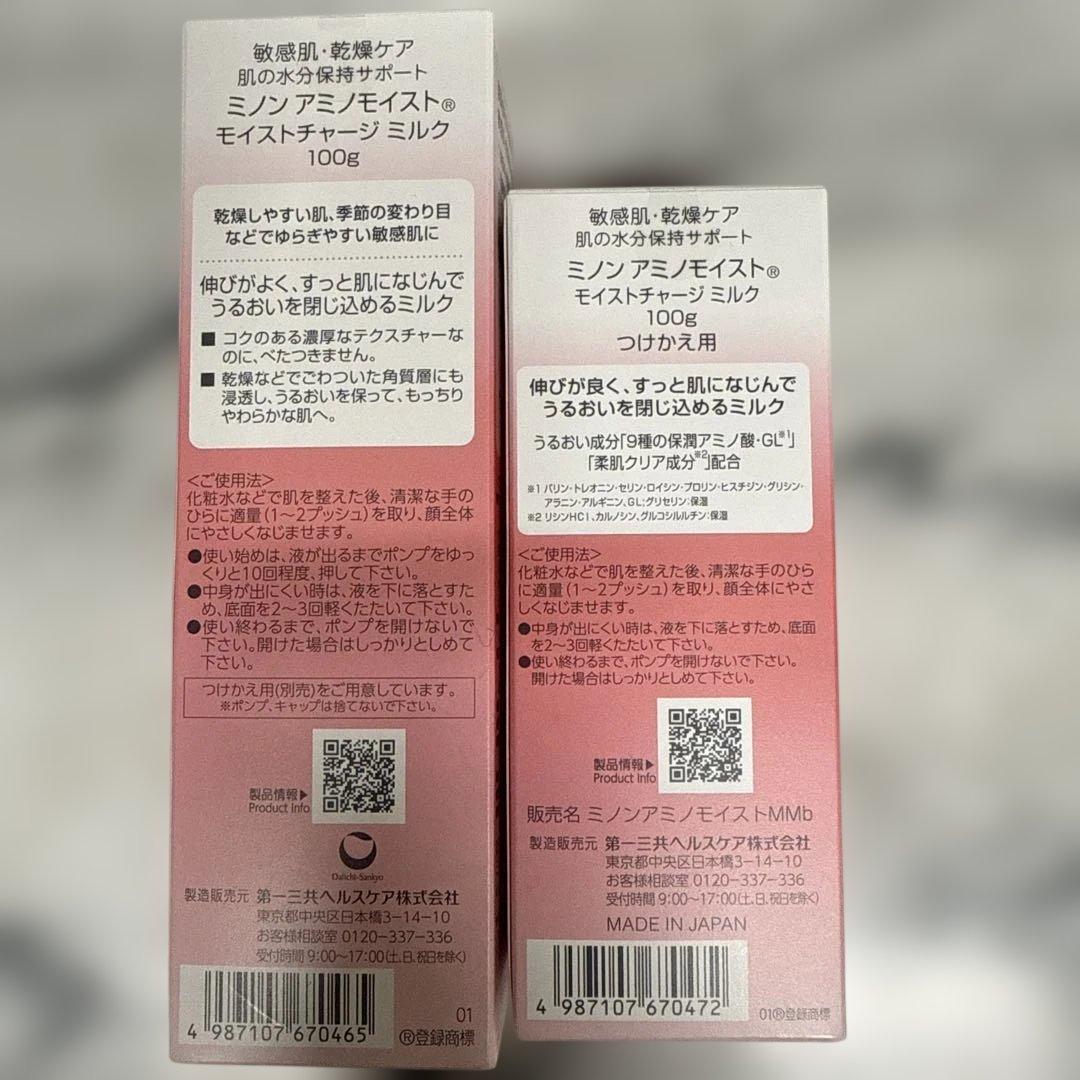 敏感肌・乾燥ケア
肌の水分保持サポート
ミノン アミノモイスト®
モイストチャージ ミルク
100g
乾燥しやすい肌、季節の変わり目
などでゆらぎやすい敏感肌に
伸びがよく、すっと肌になじんで
うるおいを閉じ込めるミルク
■ コクのある濃厚なテクスチャーな
のに、べたつきません。
■ 乾燥などでごわついた角質層にも
浸透し、うるおいを保って、もっちり
やわらかな肌へ。
<ご使用法>
化粧水などで肌を整えた後、清潔な手の
ひらに適量(1〜2プッシュ)を取り、顔全体
にやさしくなじませます。
●使い始めは、液が出るまでポンプをゆっ
くりと10回程度、押して下さい。
●中身が出にくい時は、液を下に落とすた
め、底面を2〜3回軽くたたいて下さい。
●使い終わるまで、ポンプを開けないで
下さい。開けた場合はしっかりとしめて
下さい。
つけかえ用(別売)をご用意しています。
※ポンプ、キャップは捨てないで下さい。
製品情報▶
Product Info
Daiichi-Sankyo
製造販売元 第一三共ヘルスケア株式会社
東京都中央区日本橋3-14-10
お客様相談室 0120-337-336
受付時間 9:00〜17:00(土、日、祝日を除く)
4 987107 670465
01
®登録商標
敏感肌・乾燥ケア
肌の水分保持サポート
ミノン アミノモイスト®
モイストチャージ ミルク
100g
つけかえ用
伸びが良く、すっと肌になじんで
うるおいを閉じ込めるミルク
うるおい成分「9種の保潤アミノ酸・GL※1」
「柔肌クリア成分※2」配合
※1 バリン・トレオニン・セリン・ロイシン・プロリン・ヒスチジン・グリシン・
アラニン・アルギニン、GL;グリセリン:保湿
※2 リシンHCl、カルノシン、グルコシルルチン:保湿
<ご使用法>
化粧水などで肌を整えた後、清潔な手のひら
に適量(1〜2プッシュ)を取り、顔全体にやさ
しくなじませます。
●中身が出にくい時は、液を下に落とすため、底面
を2〜3回軽くたたいて下さい。
●使い終わるまで、ポンプを開けないで下さい。
開けた場合はしっかりとしめて下さい。
製品情報▶
Product Info
販売名 ミノンアミノモイストMMb
製造販売元 第一三共ヘルスケア株式会社
東京都中央区日本橋3-14-10
お客様相談室 0120-337-336
受付時間 9:00〜17:00(土、日、祝日を除く)
MADE IN JAPAN
4 987107 670472
01®登録商標